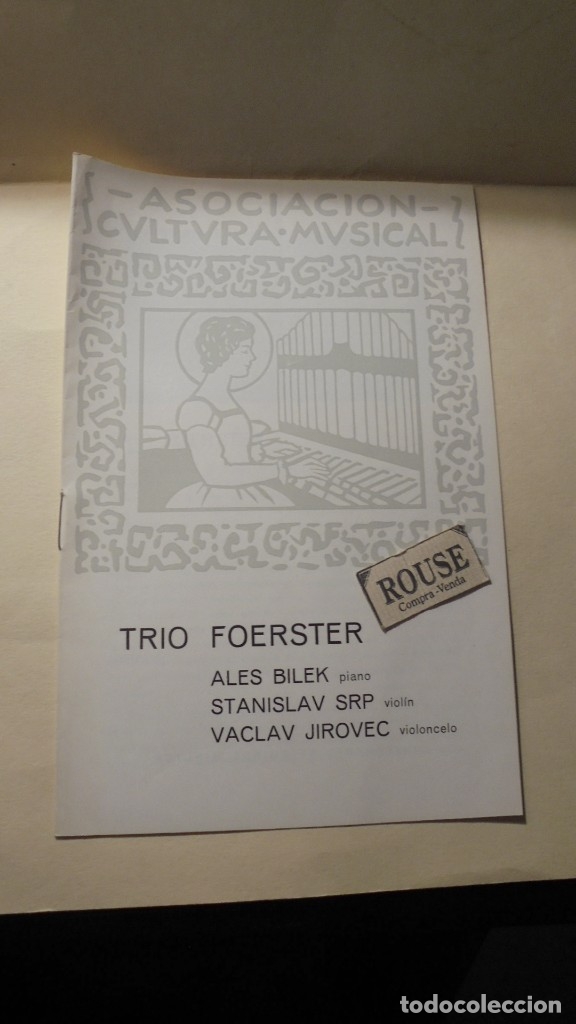 -ASOCIACION-
CVLTVRA·MVSICAL
ROUSE
Compra-Venda
TRIO FOERSTER
ALES BILEK piano
STANISLAV SRP violín
VACLAV JIROVEC violoncelo
todocoleccion